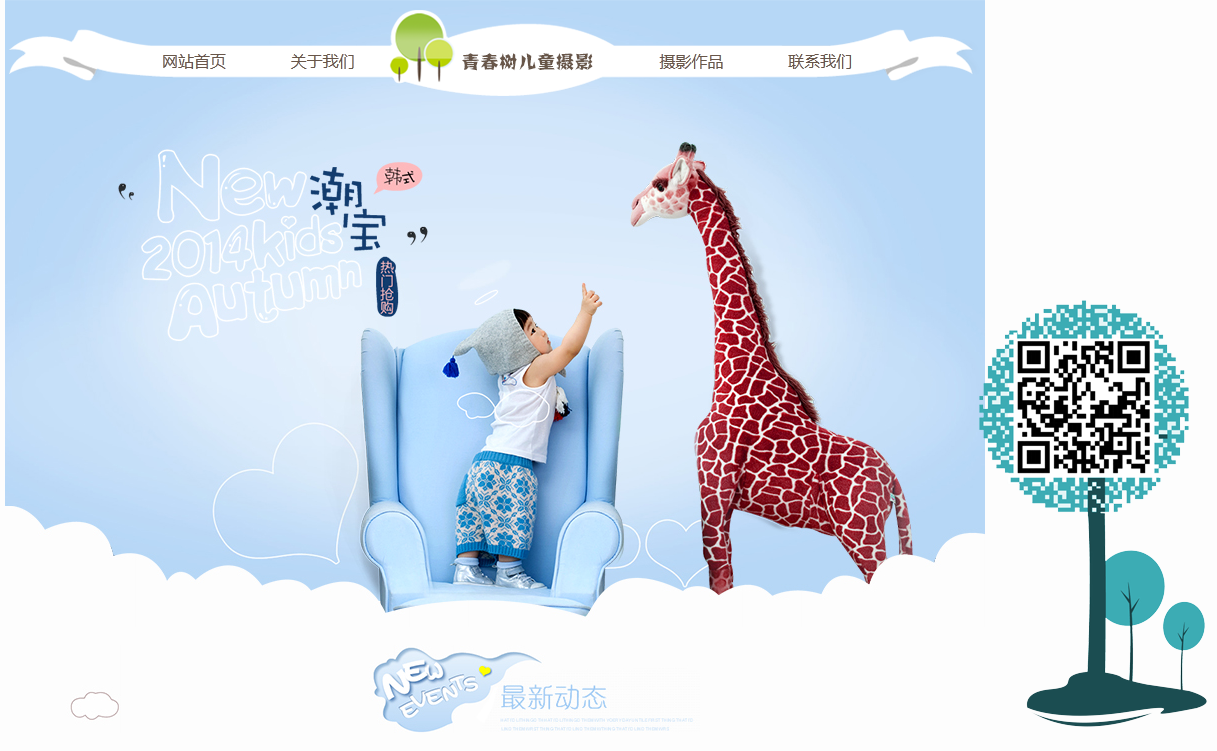 网站首页
关于我们
青春树儿童摄影
摄影作品
联系我们
New
2014kids
Autumn
潮宝
韩式
热门抢购
NEW
EVENTS
最新动态